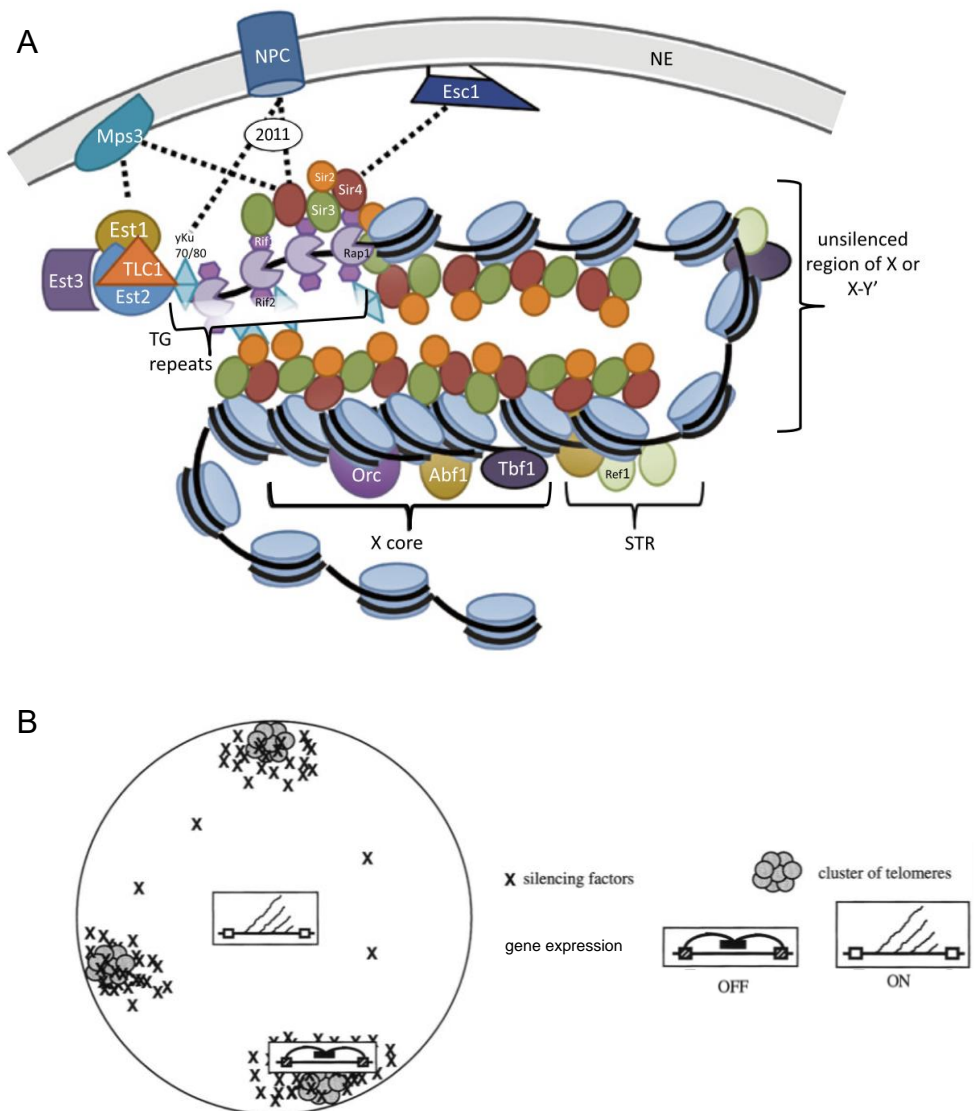 A
NPC
NE
Esc1
Mps3
2011
Sir2
Sir4
Sir3
Est1
yKu
70/80
Rif1
Rap1
unsilenced
region of X or
X-Y'
Est3
TLC1
Est2
Rif2
TG
repeats
Orc
Abf1
Tbf1
Ref1
X core
STR
B
X silencing factors
cluster of telomeres
gene expression
OFF
ON